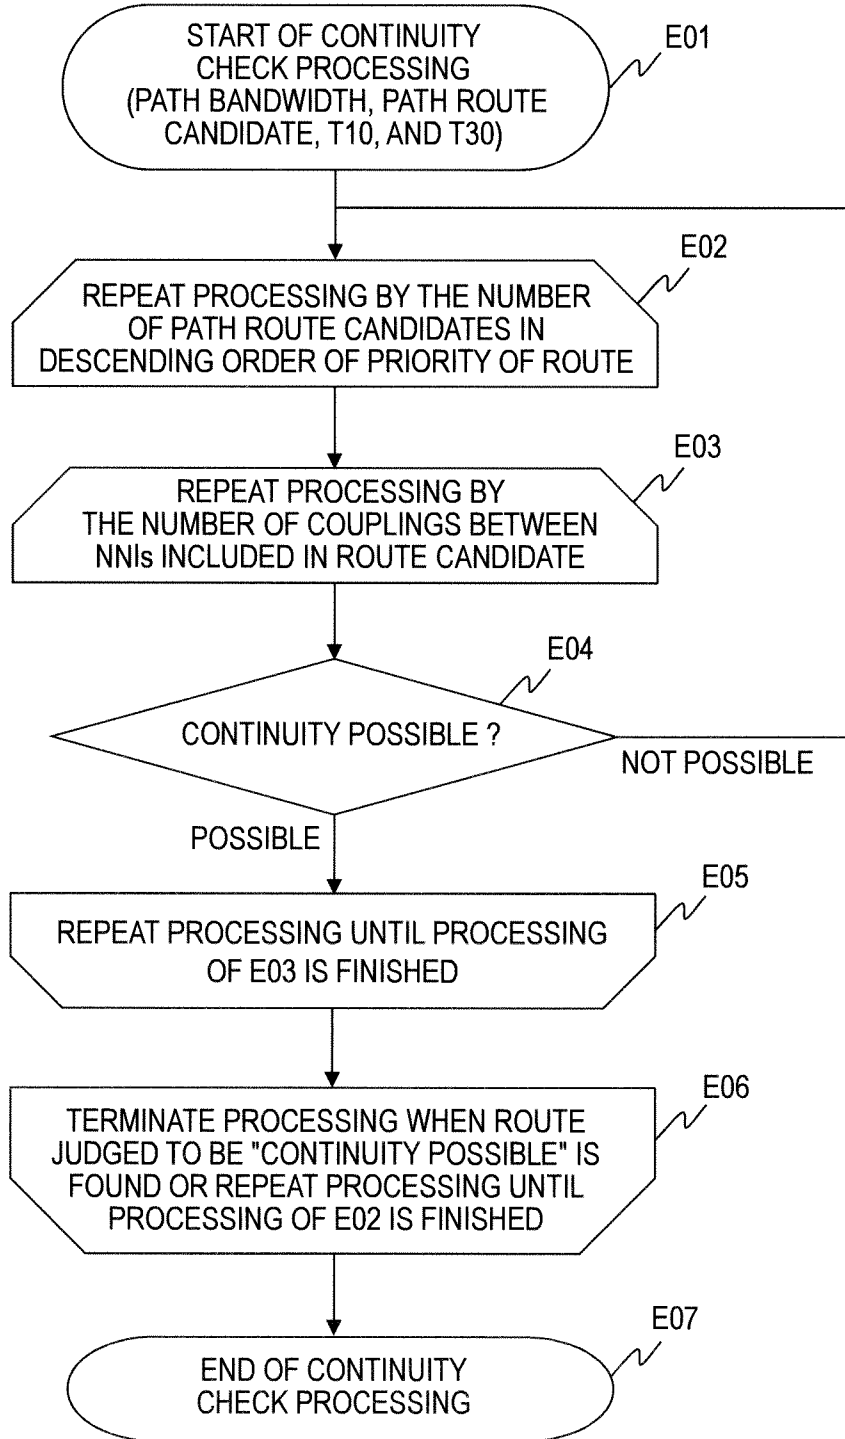 START OF CONTINUITY
CHECK PROCESSING
(PATH BANDWIDTH, PATH ROUTE
CANDIDATE, T10, AND T30)
E01
E02
REPEAT PROCESSING BY THE NUMBER
OF PATH ROUTE CANDIDATES IN
DESCENDING ORDER OF PRIORITY OF ROUTE
E03
REPEAT PROCESSING BY
THE NUMBER OF COUPLINGS BETWEEN
NNIs INCLUDED IN ROUTE CANDIDATE
E04
CONTINUITY POSSIBLE ?
NOT POSSIBLE
POSSIBLE
E05
REPEAT PROCESSING UNTIL PROCESSING
OF E03 IS FINISHED
E06
TERMINATE PROCESSING WHEN ROUTE
JUDGED TO BE "CONTINUITY POSSIBLE" IS
FOUND OR REPEAT PROCESSING UNTIL
PROCESSING OF E02 IS FINISHED
E07
END OF CONTINUITY
CHECK PROCESSING